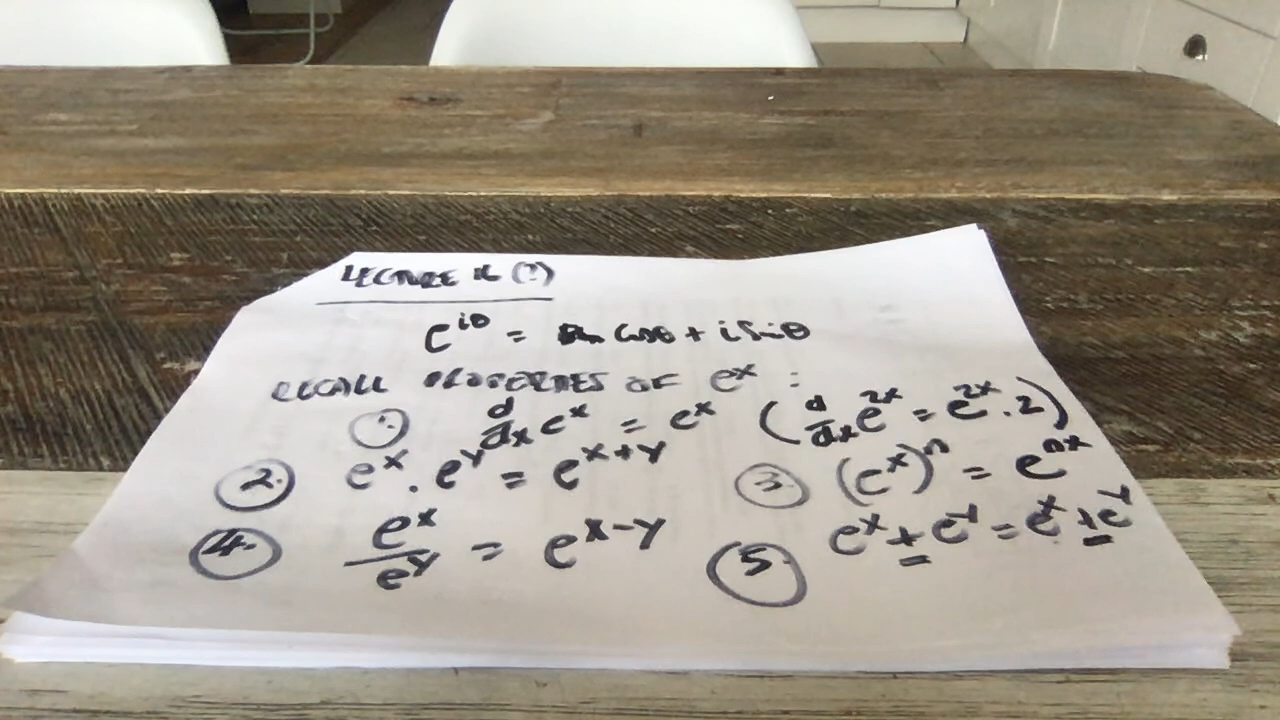 LECTURE 16 (?)
e^{iθ} = cosθ + i sinθ
RECALL PROPERTIES OF e^x :
1. d/dx e^x = e^x (d/dx e^{2x} = e^{2x} . 2)
2. e^x . e^y = e^{x+y} 3. (e^x)^n = e^{nx}
4. e^x/e^y = e^{x-y} 5. e^x + e^y = e^x + e^y